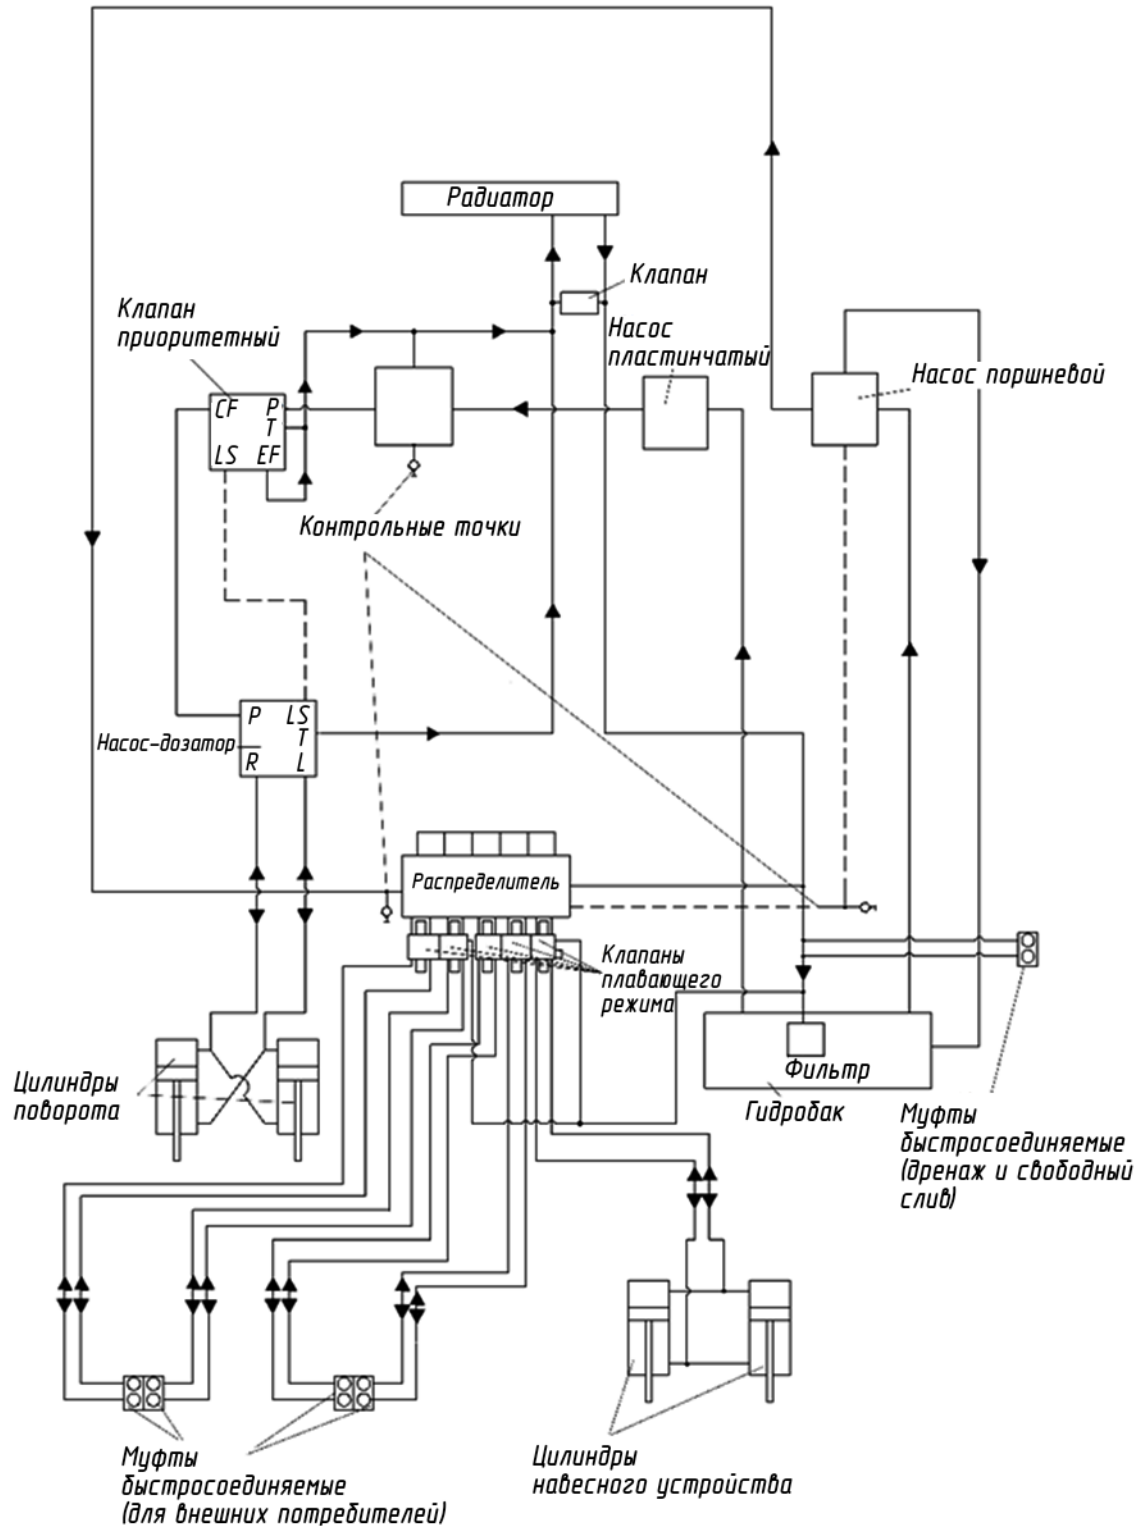 Радиатор
Клапан
Клапан
приоритетный
Насос
пластинчатый
Насос поршневой
CF P
T
LS EF
Контрольные точки
P LS
T
R L
Насос-дозатор
Распределитель
Клапаны
плавающего
режима
Фильтр
Гидробак
Цилиндры
поворота
Муфты
быстросоединяемые
(дренаж и свободный
слив)
Муфты
быстросоединяемые
(для внешних потребителей)
Цилиндры
навесного устройства